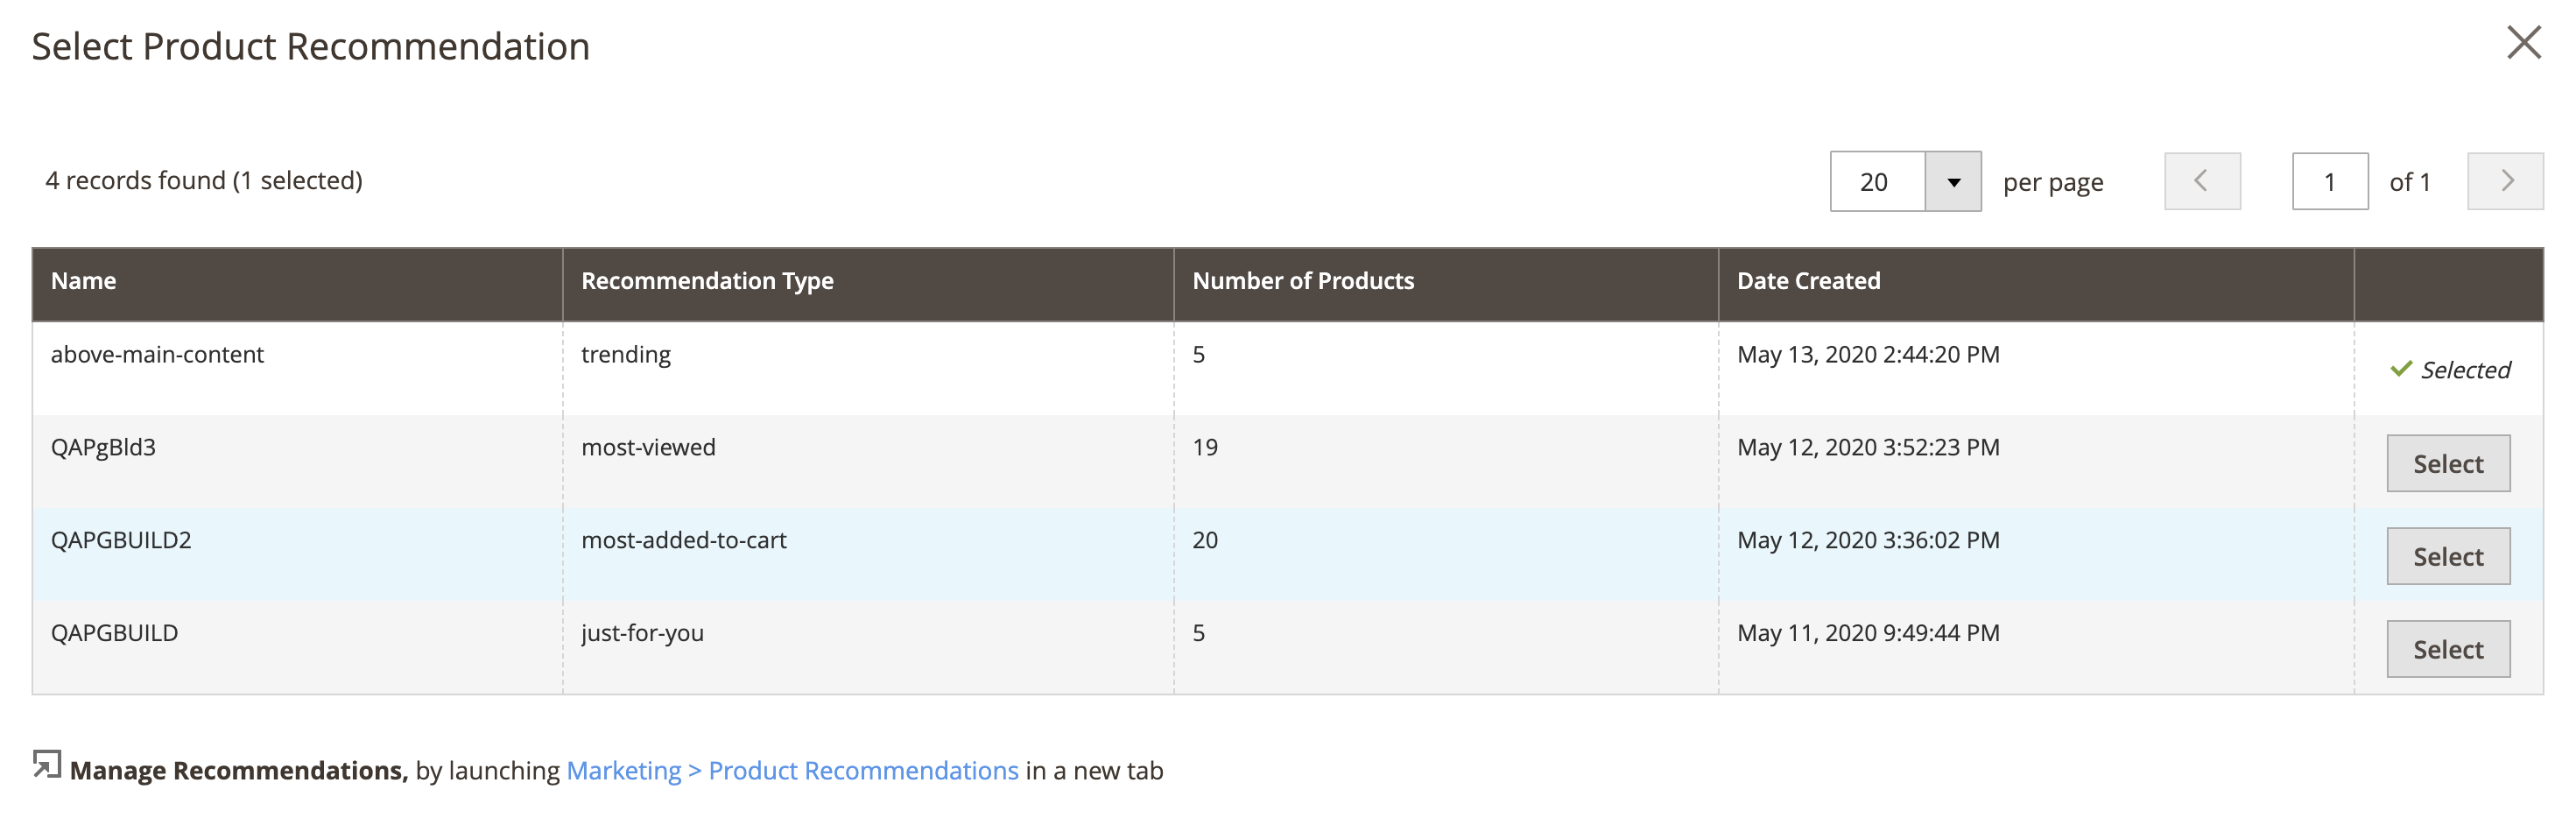 Select Product Recommendation
4 records found (1 selected)
20 per page 1 of 1
Name Recommendation Type Number of Products Date Created
above-main-content trending 5 May 13, 2020 2:44:20 PM Selected
QAPgBld3 most-viewed 19 May 12, 2020 3:52:23 PM Select
QAPGBUILD2 most-added-to-cart 20 May 12, 2020 3:36:02 PM Select
QAPGBUILD just-for-you 5 May 11, 2020 9:49:44 PM Select
Manage Recommendations, by launching Marketing > Product Recommendations in a new tab